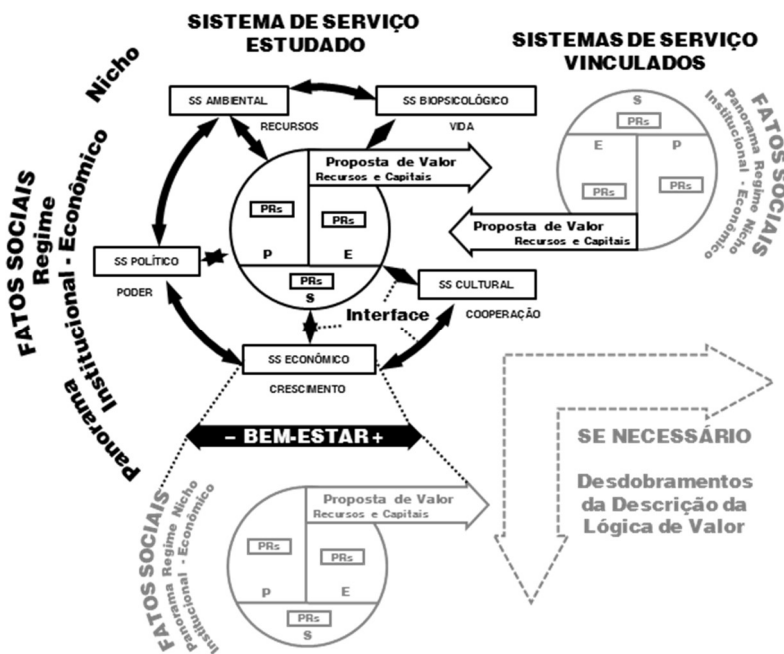 SISTEMA DE SERVIÇO
ESTUDADO
SISTEMAS DE SERVIÇO
VINCULADOS
FATOS SOCIAIS
Panorama Regime Nicho
Institucional - Econômico
Nicho
Regime
Institucional - Econômico
Panorama
FATOS SOCIAIS
SS AMBIENTAL
RECURSOS
SS BIOPSICOLÓGICO
VIDA
Proposta de Valor
Recursos e Capitais
PRs
PRs
P
E
PRs
S
S
PRs
E
P
PRs
PRs
Proposta de Valor
Recursos e Capitais
SS POLÍTICO
PODER
SS CULTURAL
COOPERAÇÃO
Interface
SS ECONÔMICO
CRESCIMENTO
– BEM-ESTAR +
SE NECESSÁRIO
Desdobramentos
da Descrição da
Lógica de Valor
FATOS SOCIAIS
Panorama Regime Nicho
Institucional - Econômico
Proposta de Valor
Recursos e Capitais
PRs
PRs
P
E
PRs
S